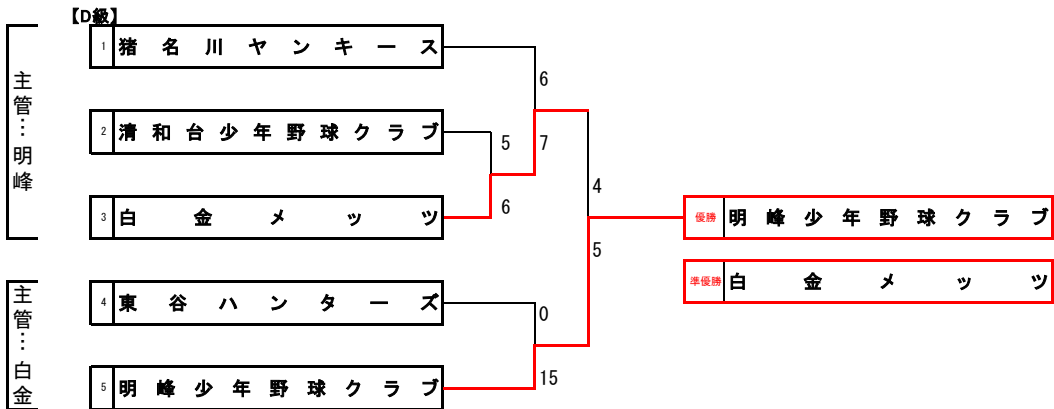 【D級】
主管…明峰
1 猪名川ヤンキース
6
2 清和台少年野球クラブ
5
7
3 白金メッツ
6
4
優勝 明峰少年野球クラブ
5
準優勝 白金メッツ
主管…白金
4 東谷ハンターズ
0
5 明峰少年野球クラブ
15